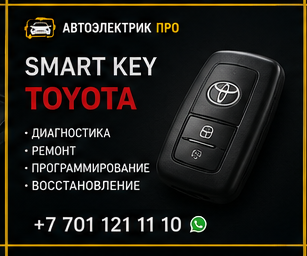 АВТОЭЛЕКТРИК ПРО
SMART KEY
TOYOTA
• ДИАГНОСТИКА
• РЕМОНТ
• ПРОГРАММИРОВАНИЕ
• ВОССТАНОВЛЕНИЕ
+7 701 121 11 10